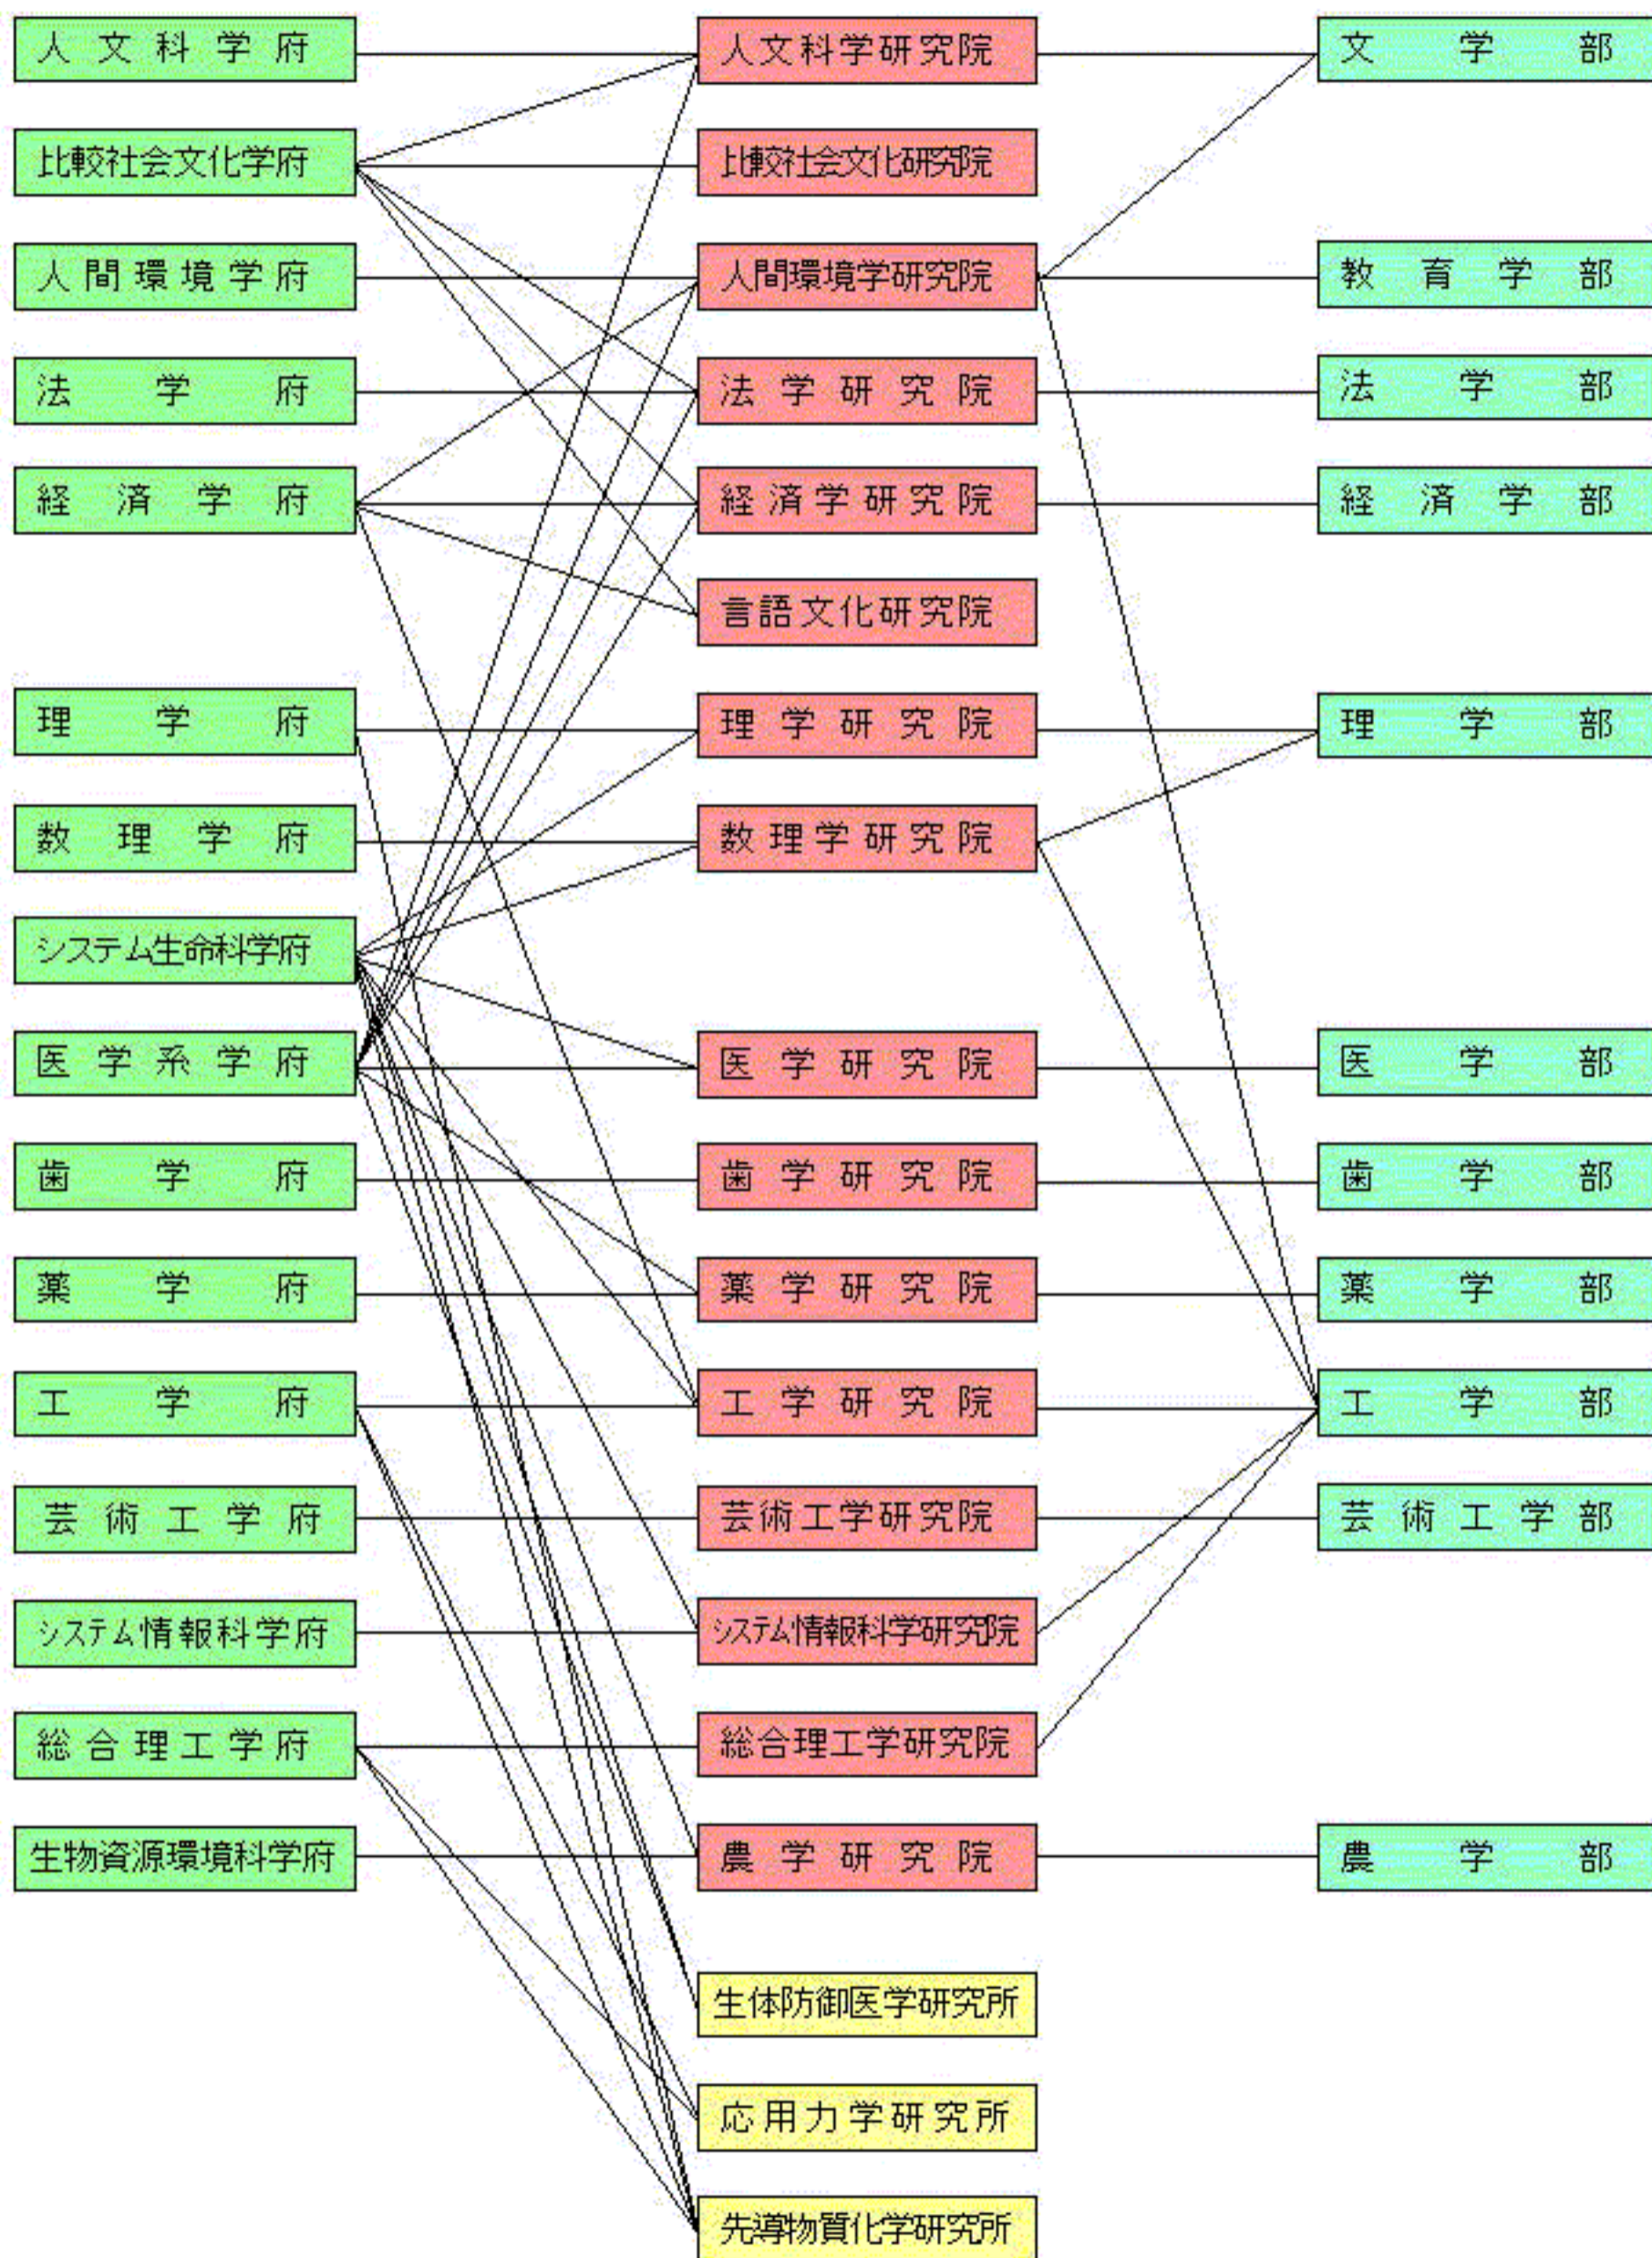 人文科学府
人文科学研究院
文学部
比較社会文化学府
比較社会文化研究院
人間環境学府
人間環境学研究院
教育学部
法学府
法学研究院
法学部
経済学府
経済学研究院
経済学部
言語文化研究院
理学府
理学研究院
理学部
数理学府
数理学研究院
システム生命科学府
医学系学府
医学研究院
医学部
歯学府
歯学研究院
歯学部
薬学府
薬学研究院
薬学部
工学府
工学研究院
工学部
芸術工学府
芸術工学研究院
芸術工学部
システム情報科学府
システム情報科学研究院
総合理工学府
総合理工学研究院
生物資源環境科学府
農学研究院
農学部
生体防御医学研究所
応用力学研究所
先導物質化学研究所